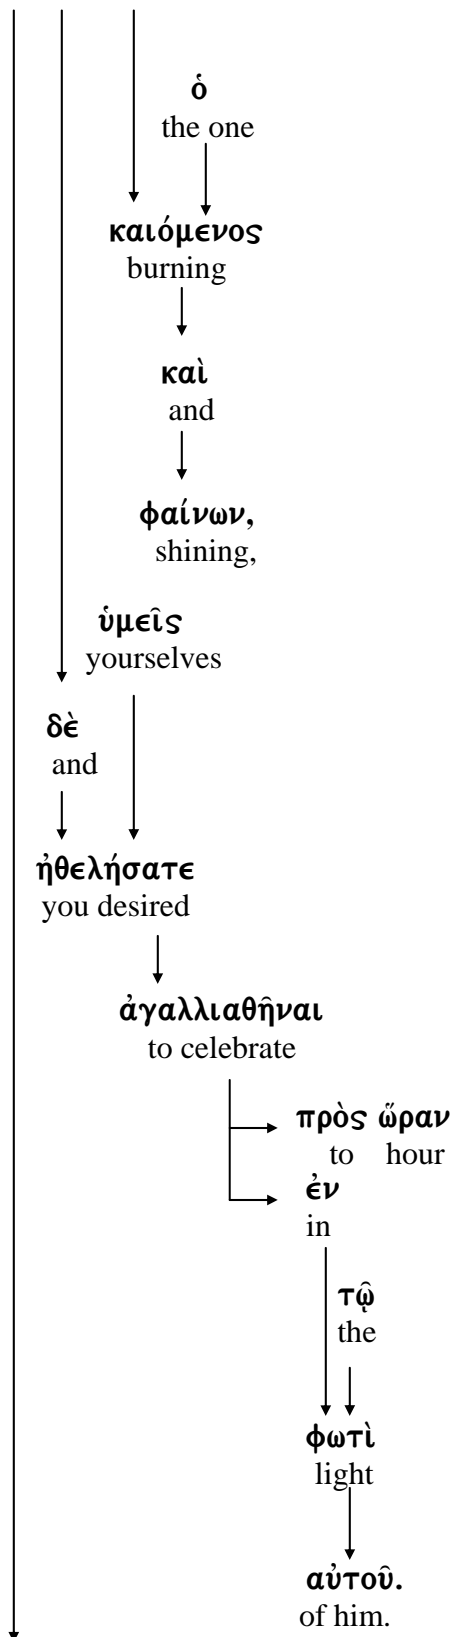 ὁ
the one
καιόμενος
burning
καὶ
and
φαίνων,
shining,
ὑμεῖς
yourselves
δὲ
and
ἠθελήσατε
you desired
ἀγαλλιαθῆναι
to celebrate
πρὸς ὥραν
to hour
ἐν
in
τῷ
the
φωτὶ
light
αὐτοῦ.
of him.